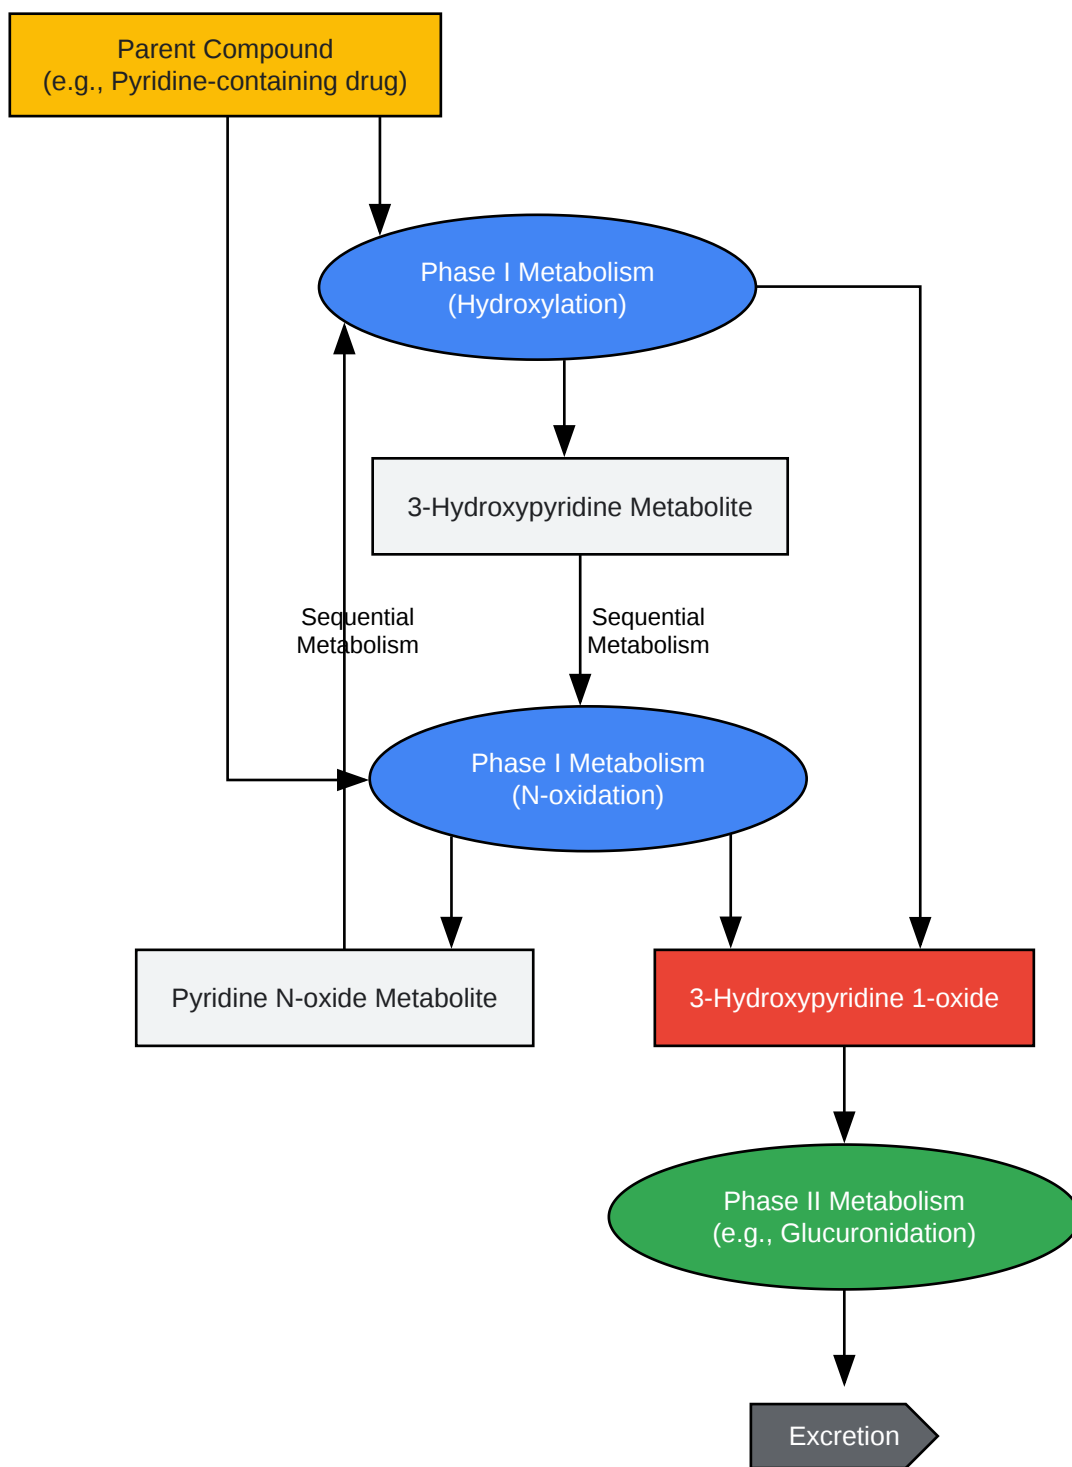 Parent Compound
(e.g., Pyridine-containing drug)
Phase I Metabolism
(Hydroxylation)
3-Hydroxypyridine Metabolite
Sequential
Metabolism
Sequential
Metabolism
Phase I Metabolism
(N-oxidation)
Pyridine N-oxide Metabolite
3-Hydroxypyridine 1-oxide
Phase II Metabolism
(e.g., Glucuronidation)
Excretion